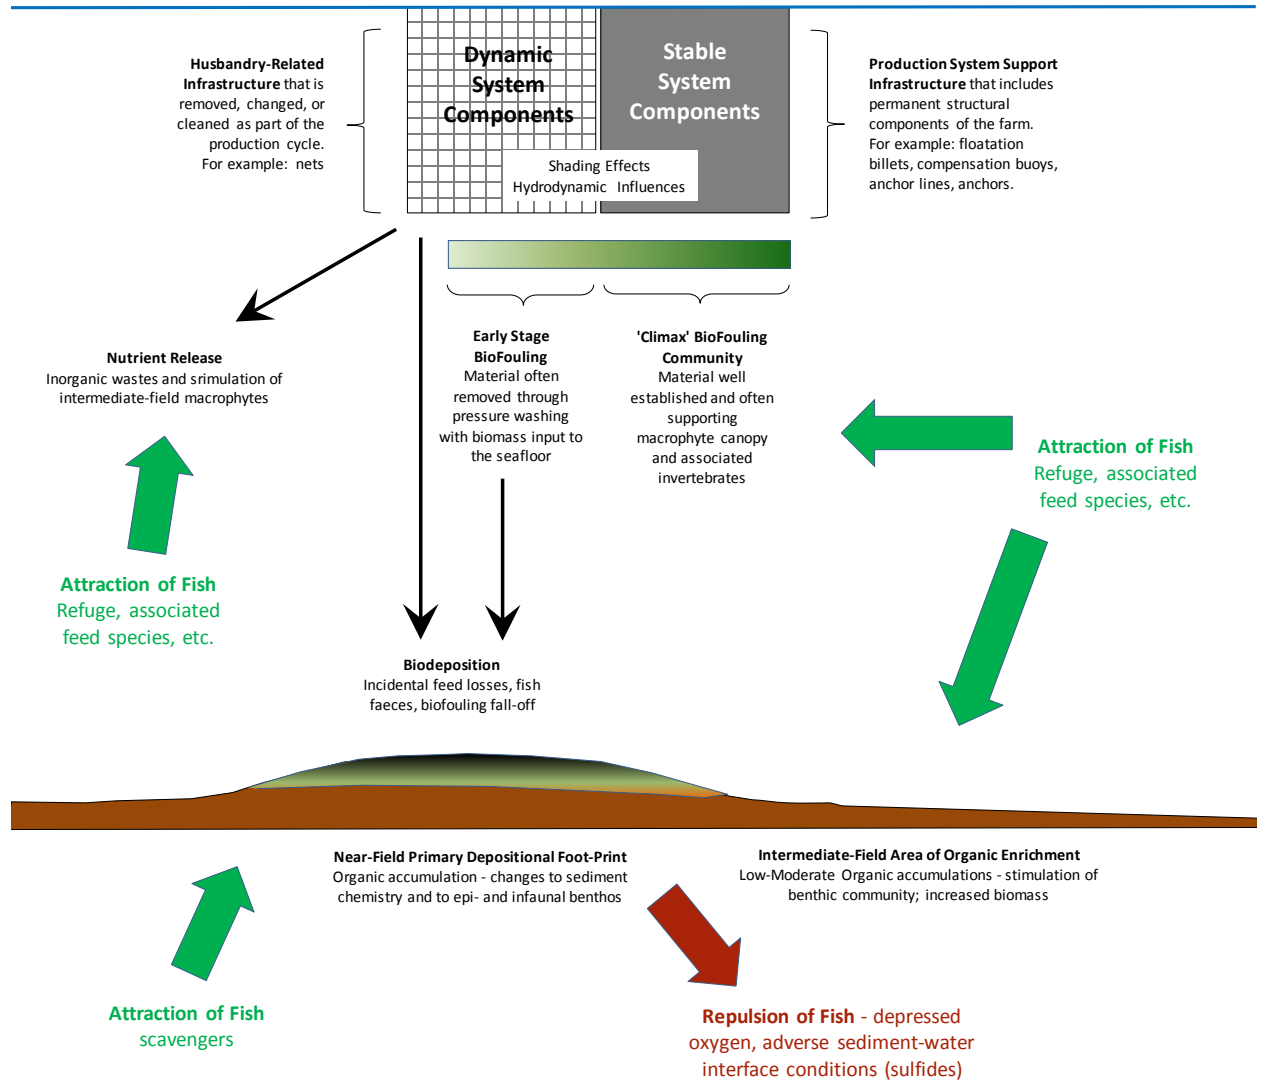 Husbandry-Related
Infrastructure that is
removed, changed, or
cleaned as part of the
production cycle.
For example: nets
Dynamic
System
Components
Stable
System
Components
Shading Effects
Hydrodynamic Influences
Production System Support
Infrastructure that includes
permanent structural
components of the farm.
For example: floatation
billets, compensation buoys,
anchor lines, anchors.
Nutrient Release
Inorganic wastes and srimulation of
intermediate-field macrophytes
Early Stage
BioFouling
Material often
removed through
pressure washing
with biomass input to
the seafloor
'Climax' BioFouling
Community
Material well
established and often
supporting
macrophyte canopy
and associated
invertebrates
Attraction of Fish
Refuge, associated
feed species, etc.
Attraction of Fish
Refuge, associated
feed species, etc.
Biodeposition
Incidental feed losses, fish
faeces, biofouling fall-off
Near-Field Primary Depositional Foot-Print
Organic accumulation - changes to sediment
chemistry and to epi- and infaunal benthos
Intermediate-Field Area of Organic Enrichment
Low-Moderate Organic accumulations - stimulation of
benthic community; increased biomass
Attraction of Fish
scavengers
Repulsion of Fish - depressed
oxygen, adverse sediment-water
interface conditions (sulfides)